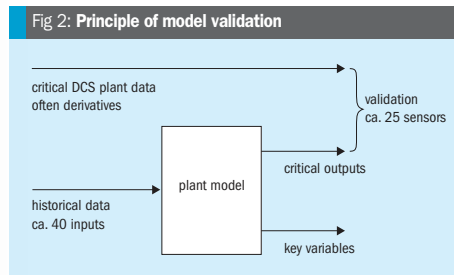 Fig 2: Principle of model validation
critical DCS plant data
often derivatives
validation
ca. 25 sensors
plant model
critical outputs
historical data
ca. 40 inputs
key variables